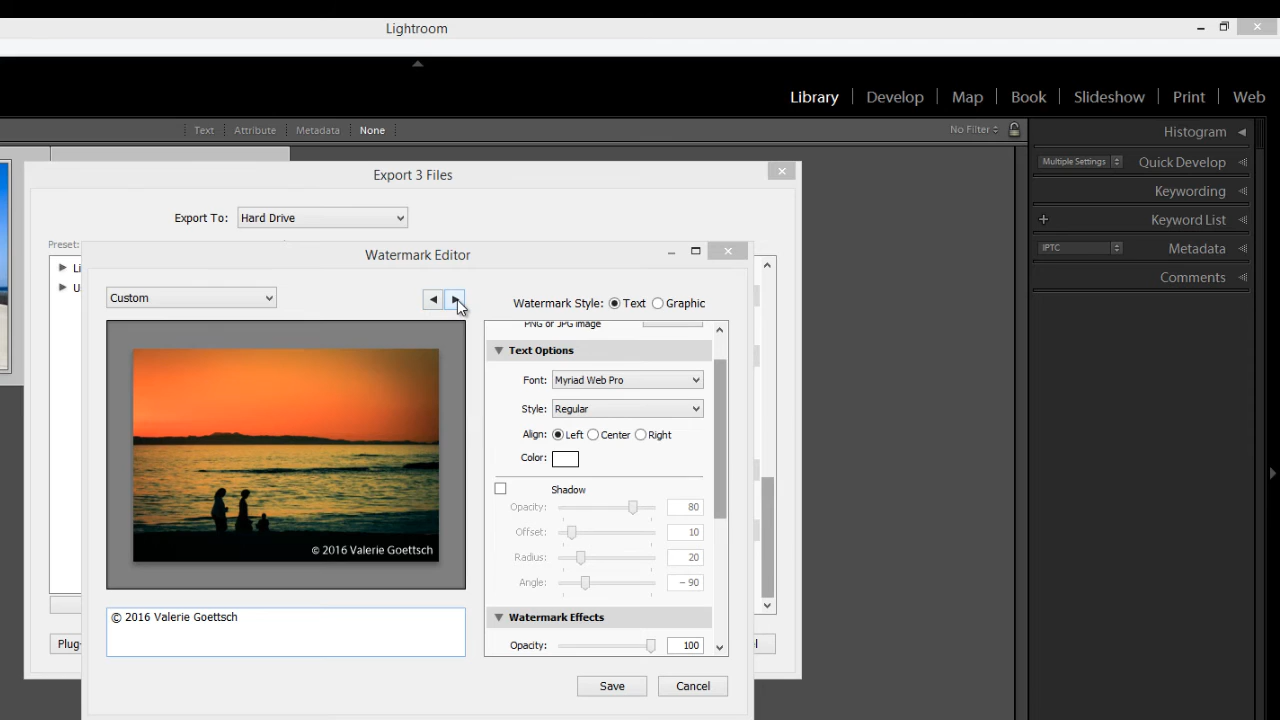 Lightroom
Library Develop Map Book Slideshow Print Web
Text Attribute Metadata None No Filter
Histogram
Multiple Settings Quick Develop
Keywording
Keyword List
IPTC Metadata
Comments
Export 3 Files
Export To: Hard Drive
Preset:
Watermark Editor
Custom
Watermark Style: Text Graphic
PNG or JPG image
Text Options
Font: Myriad Web Pro
Style: Regular
Align: Left Center Right
Color:
Shadow
Opacity: 80
Offset: 10
Radius: 20
Angle: – 90
© 2016 Valerie Goettsch
© 2016 Valerie Goettsch
Watermark Effects
Opacity: 100
Plug-
Save Cancel